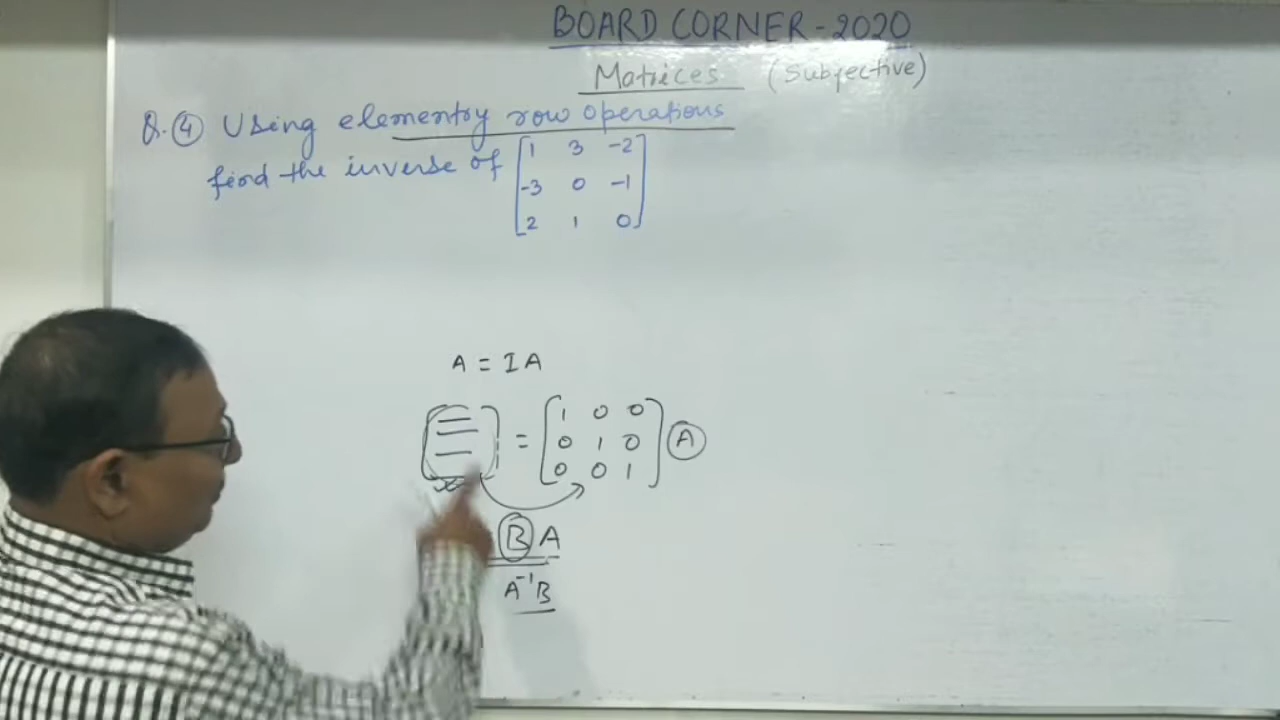 BOARD CORNER - 2020
Matrices (Subjective)
Q. 4 Using elementry row operations
find the inverse of [1 3 -2
-3 0 -1
2 1 0]
A = IA
[ ] = [1 0 0
0 1 0
0 0 1] A
B A
A⁻¹B